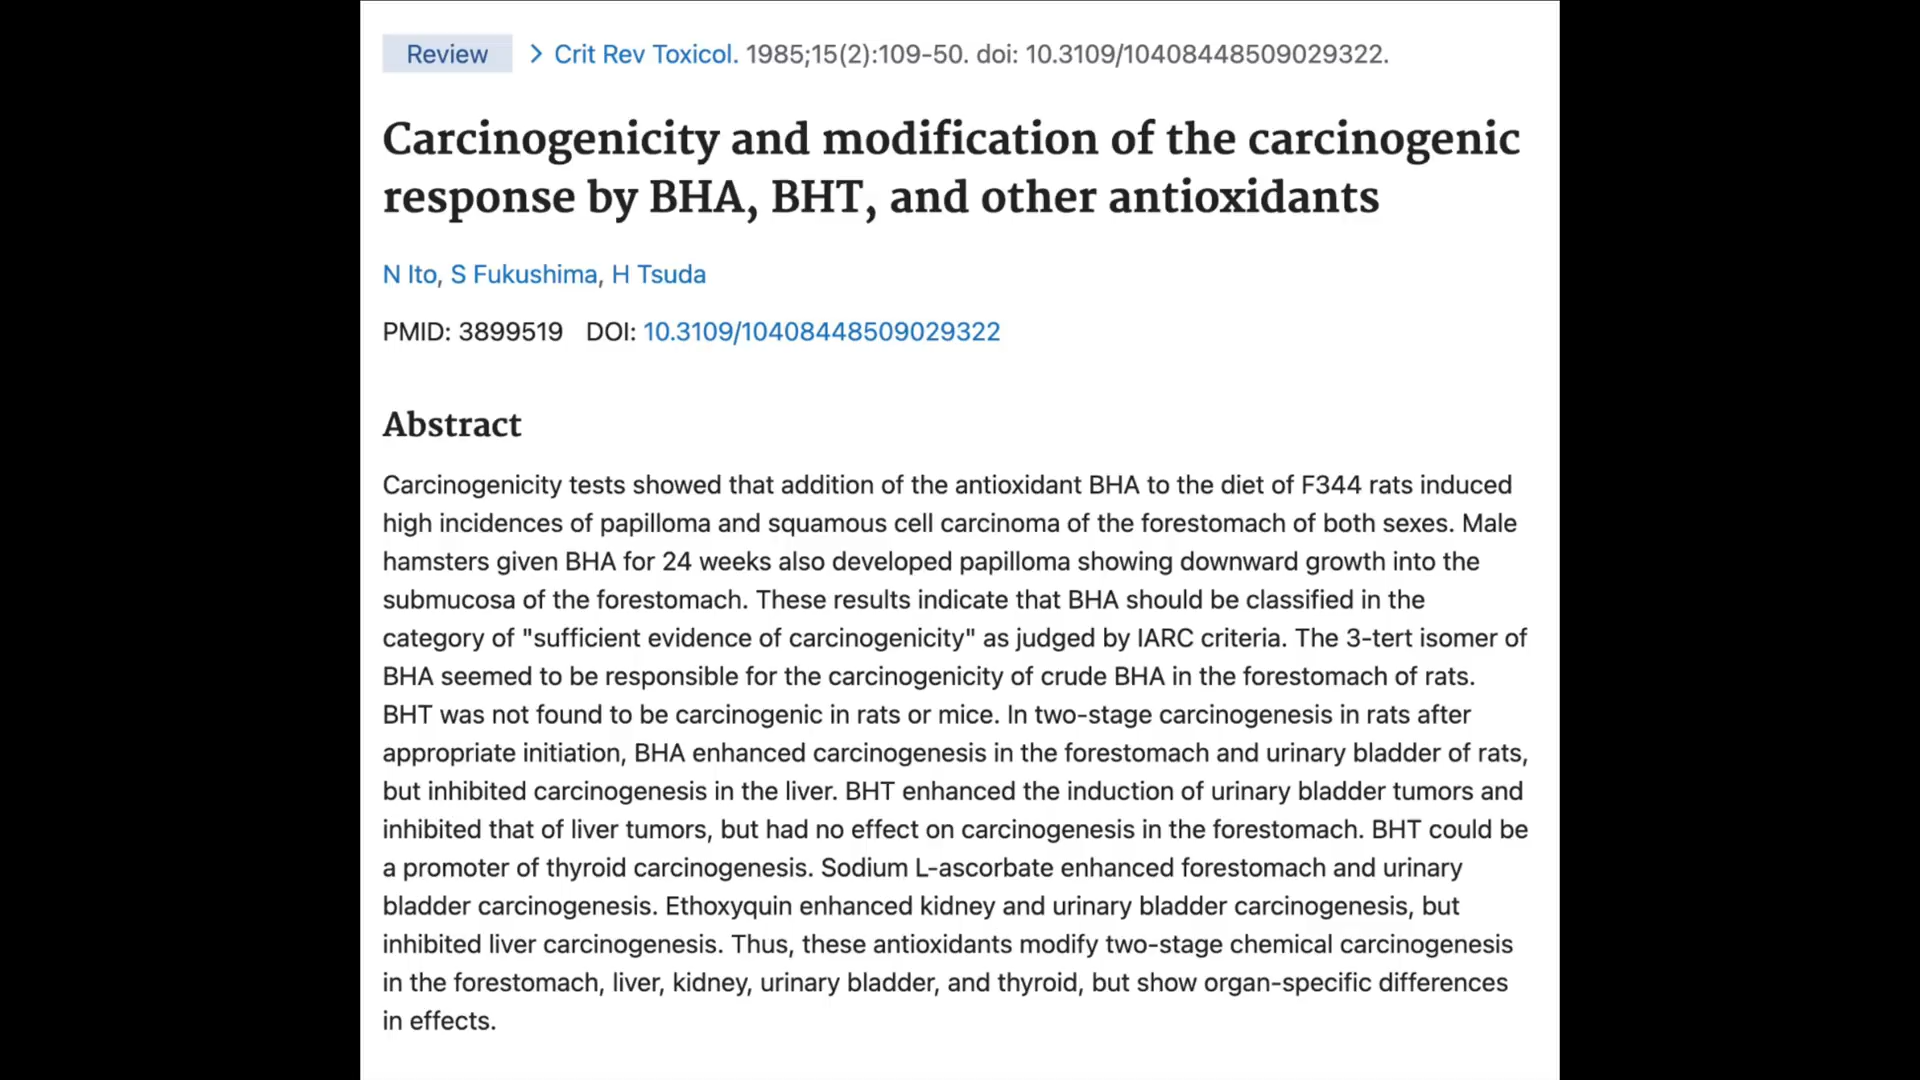 Review > Crit Rev Toxicol. 1985;15(2):109-50. doi: 10.3109/10408448509029322.
Carcinogenicity and modification of the carcinogenic
response by BHA, BHT, and other antioxidants
N Ito, S Fukushima, H Tsuda
PMID: 3899519 DOI: 10.3109/10408448509029322
Abstract
Carcinogenicity tests showed that addition of the antioxidant BHA to the diet of F344 rats induced
high incidences of papilloma and squamous cell carcinoma of the forestomach of both sexes. Male
hamsters given BHA for 24 weeks also developed papilloma showing downward growth into the
submucosa of the forestomach. These results indicate that BHA should be classified in the
category of "sufficient evidence of carcinogenicity" as judged by IARC criteria. The 3-tert isomer of
BHA seemed to be responsible for the carcinogenicity of crude BHA in the forestomach of rats.
BHT was not found to be carcinogenic in rats or mice. In two-stage carcinogenesis in rats after
appropriate initiation, BHA enhanced carcinogenesis in the forestomach and urinary bladder of rats,
but inhibited carcinogenesis in the liver. BHT enhanced the induction of urinary bladder tumors and
inhibited that of liver tumors, but had no effect on carcinogenesis in the forestomach. BHT could be
a promoter of thyroid carcinogenesis. Sodium L-ascorbate enhanced forestomach and urinary
bladder carcinogenesis. Ethoxyquin enhanced kidney and urinary bladder carcinogenesis, but
inhibited liver carcinogenesis. Thus, these antioxidants modify two-stage chemical carcinogenesis
in the forestomach, liver, kidney, urinary bladder, and thyroid, but show organ-specific differences
in effects.